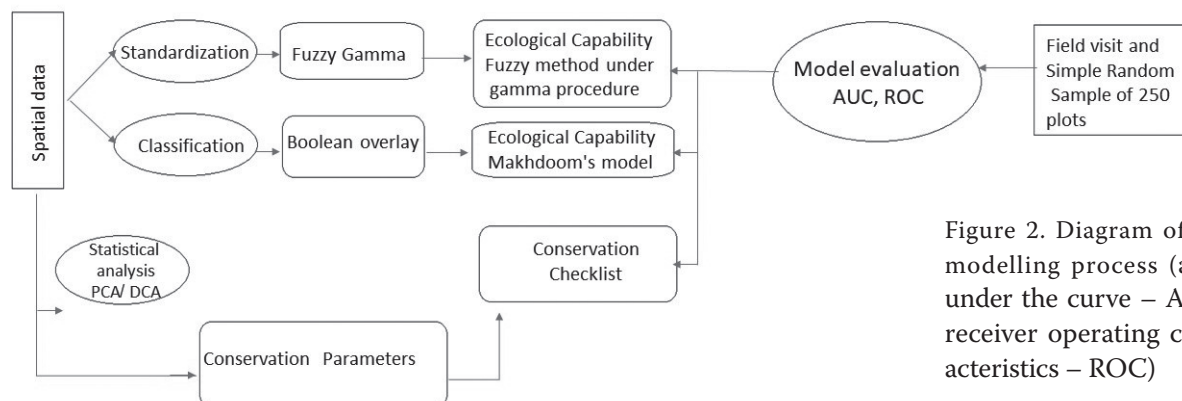 Spatial data
Standardization
Fuzzy Gamma
Ecological Capability
Fuzzy method under
gamma procedure
Model evaluation
AUC, ROC
Field visit and
Simple Random
Sample of 250
plots
Classification
Boolean overlay
Ecological Capability
Makhdoom's model
Statistical
analysis
PCA/ DCA
Conservation
Checklist
Conservation Parameters
Figure 2. Diagram of
modelling process (a
under the curve – A
receiver operating c
acteristics – ROC)